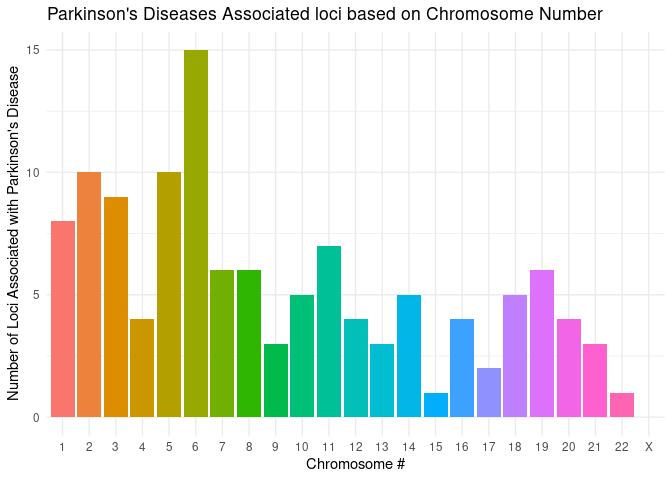 Parkinson's Diseases Associated loci based on Chromosome Number
Number of Loci Associated with Parkinson's Disease
15
10
5
0
1 2 3 4 5 6 7 8 9 10 11 12 13 14 15 16 17 18 19 20 21 22 X
Chromosome #